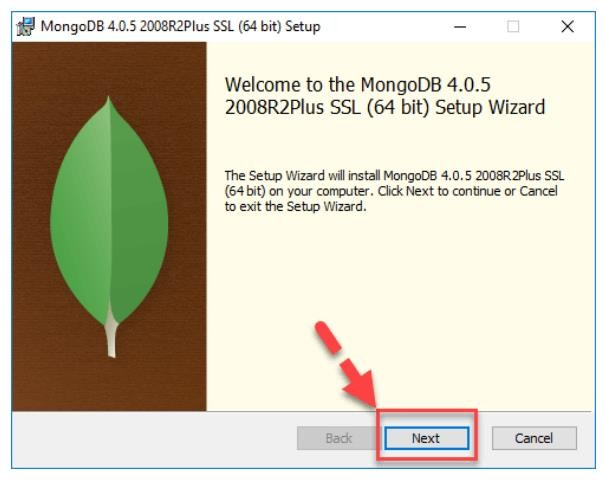 MongoDB 4.0.5 2008R2Plus SSL (64 bit) Setup
Welcome to the MongoDB 4.0.5
2008R2Plus SSL (64 bit) Setup Wizard
The Setup Wizard will install MongoDB 4.0.5 2008R2Plus SSL
(64 bit) on your computer. Click Next to continue or Cancel
to exit the Setup Wizard.
Back Next Cancel